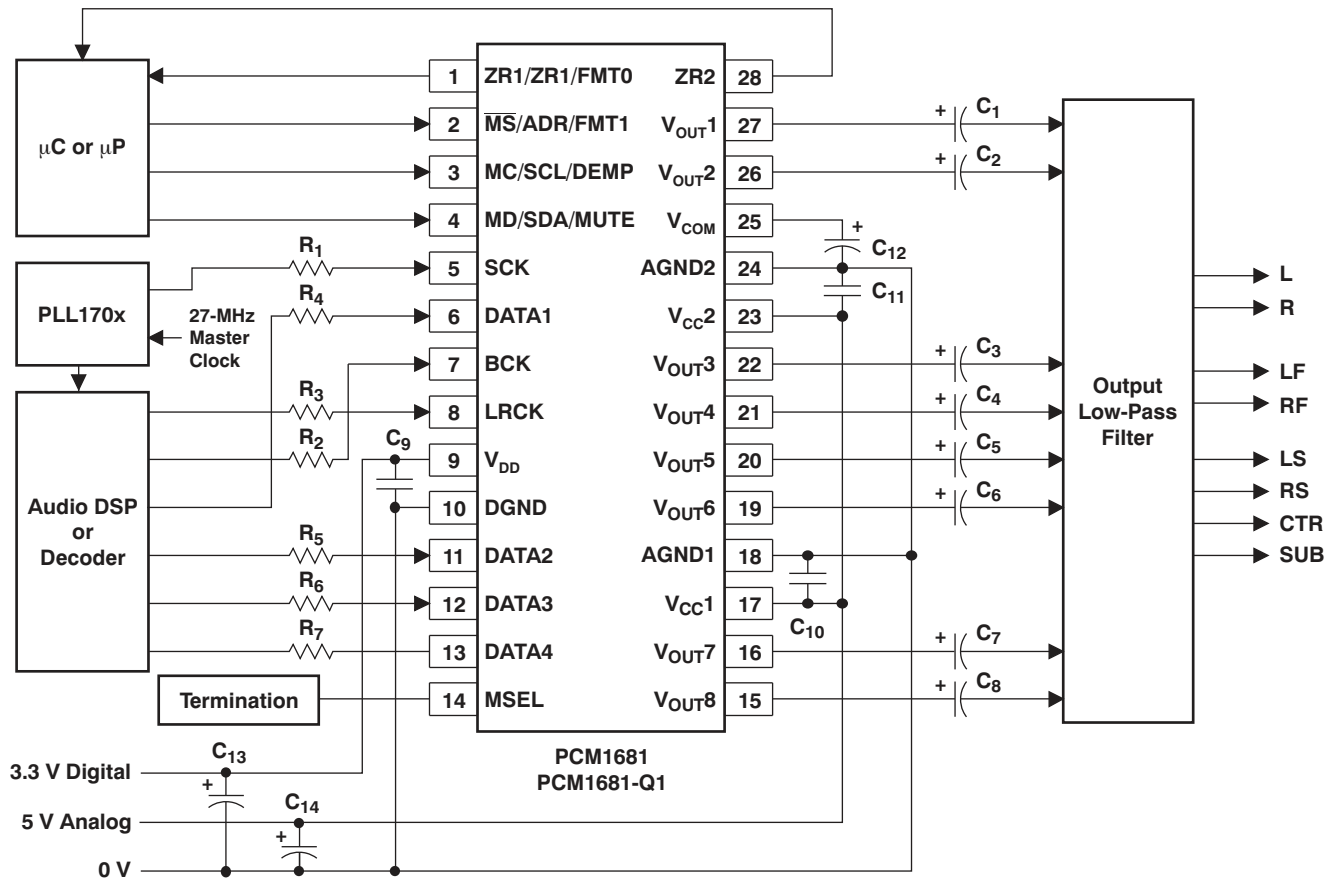 μC or μP
PLL170x
27-MHz
Master
Clock
Audio DSP
or
Decoder
Termination
R1
R4
R3
R2
R5
R6
R7
C9
1 ZR1/ZR1/FMT0
2 MS/ADR/FMT1
3 MC/SCL/DEMP
4 MD/SDA/MUTE
5 SCK
6 DATA1
7 BCK
8 LRCK
9 VDD
10 DGND
11 DATA2
12 DATA3
13 DATA4
14 MSEL
ZR2 28
VOUT1 27
VOUT2 26
VCOM 25
AGND2 24
VCC2 23
VOUT3 22
VOUT4 21
VOUT5 20
VOUT6 19
AGND1 18
VCC1 17
VOUT7 16
VOUT8 15
PCM1681
PCM1681-Q1
+ C1
+ C2
+ C12
C11
+ C3
+ C4
+ C5
+ C6
C10
+ C7
+ C8
Output
Low-Pass
Filter
L
R
LF
RF
LS
RS
CTR
SUB
3.3 V Digital
C13
+
5 V Analog
C14
+
0 V